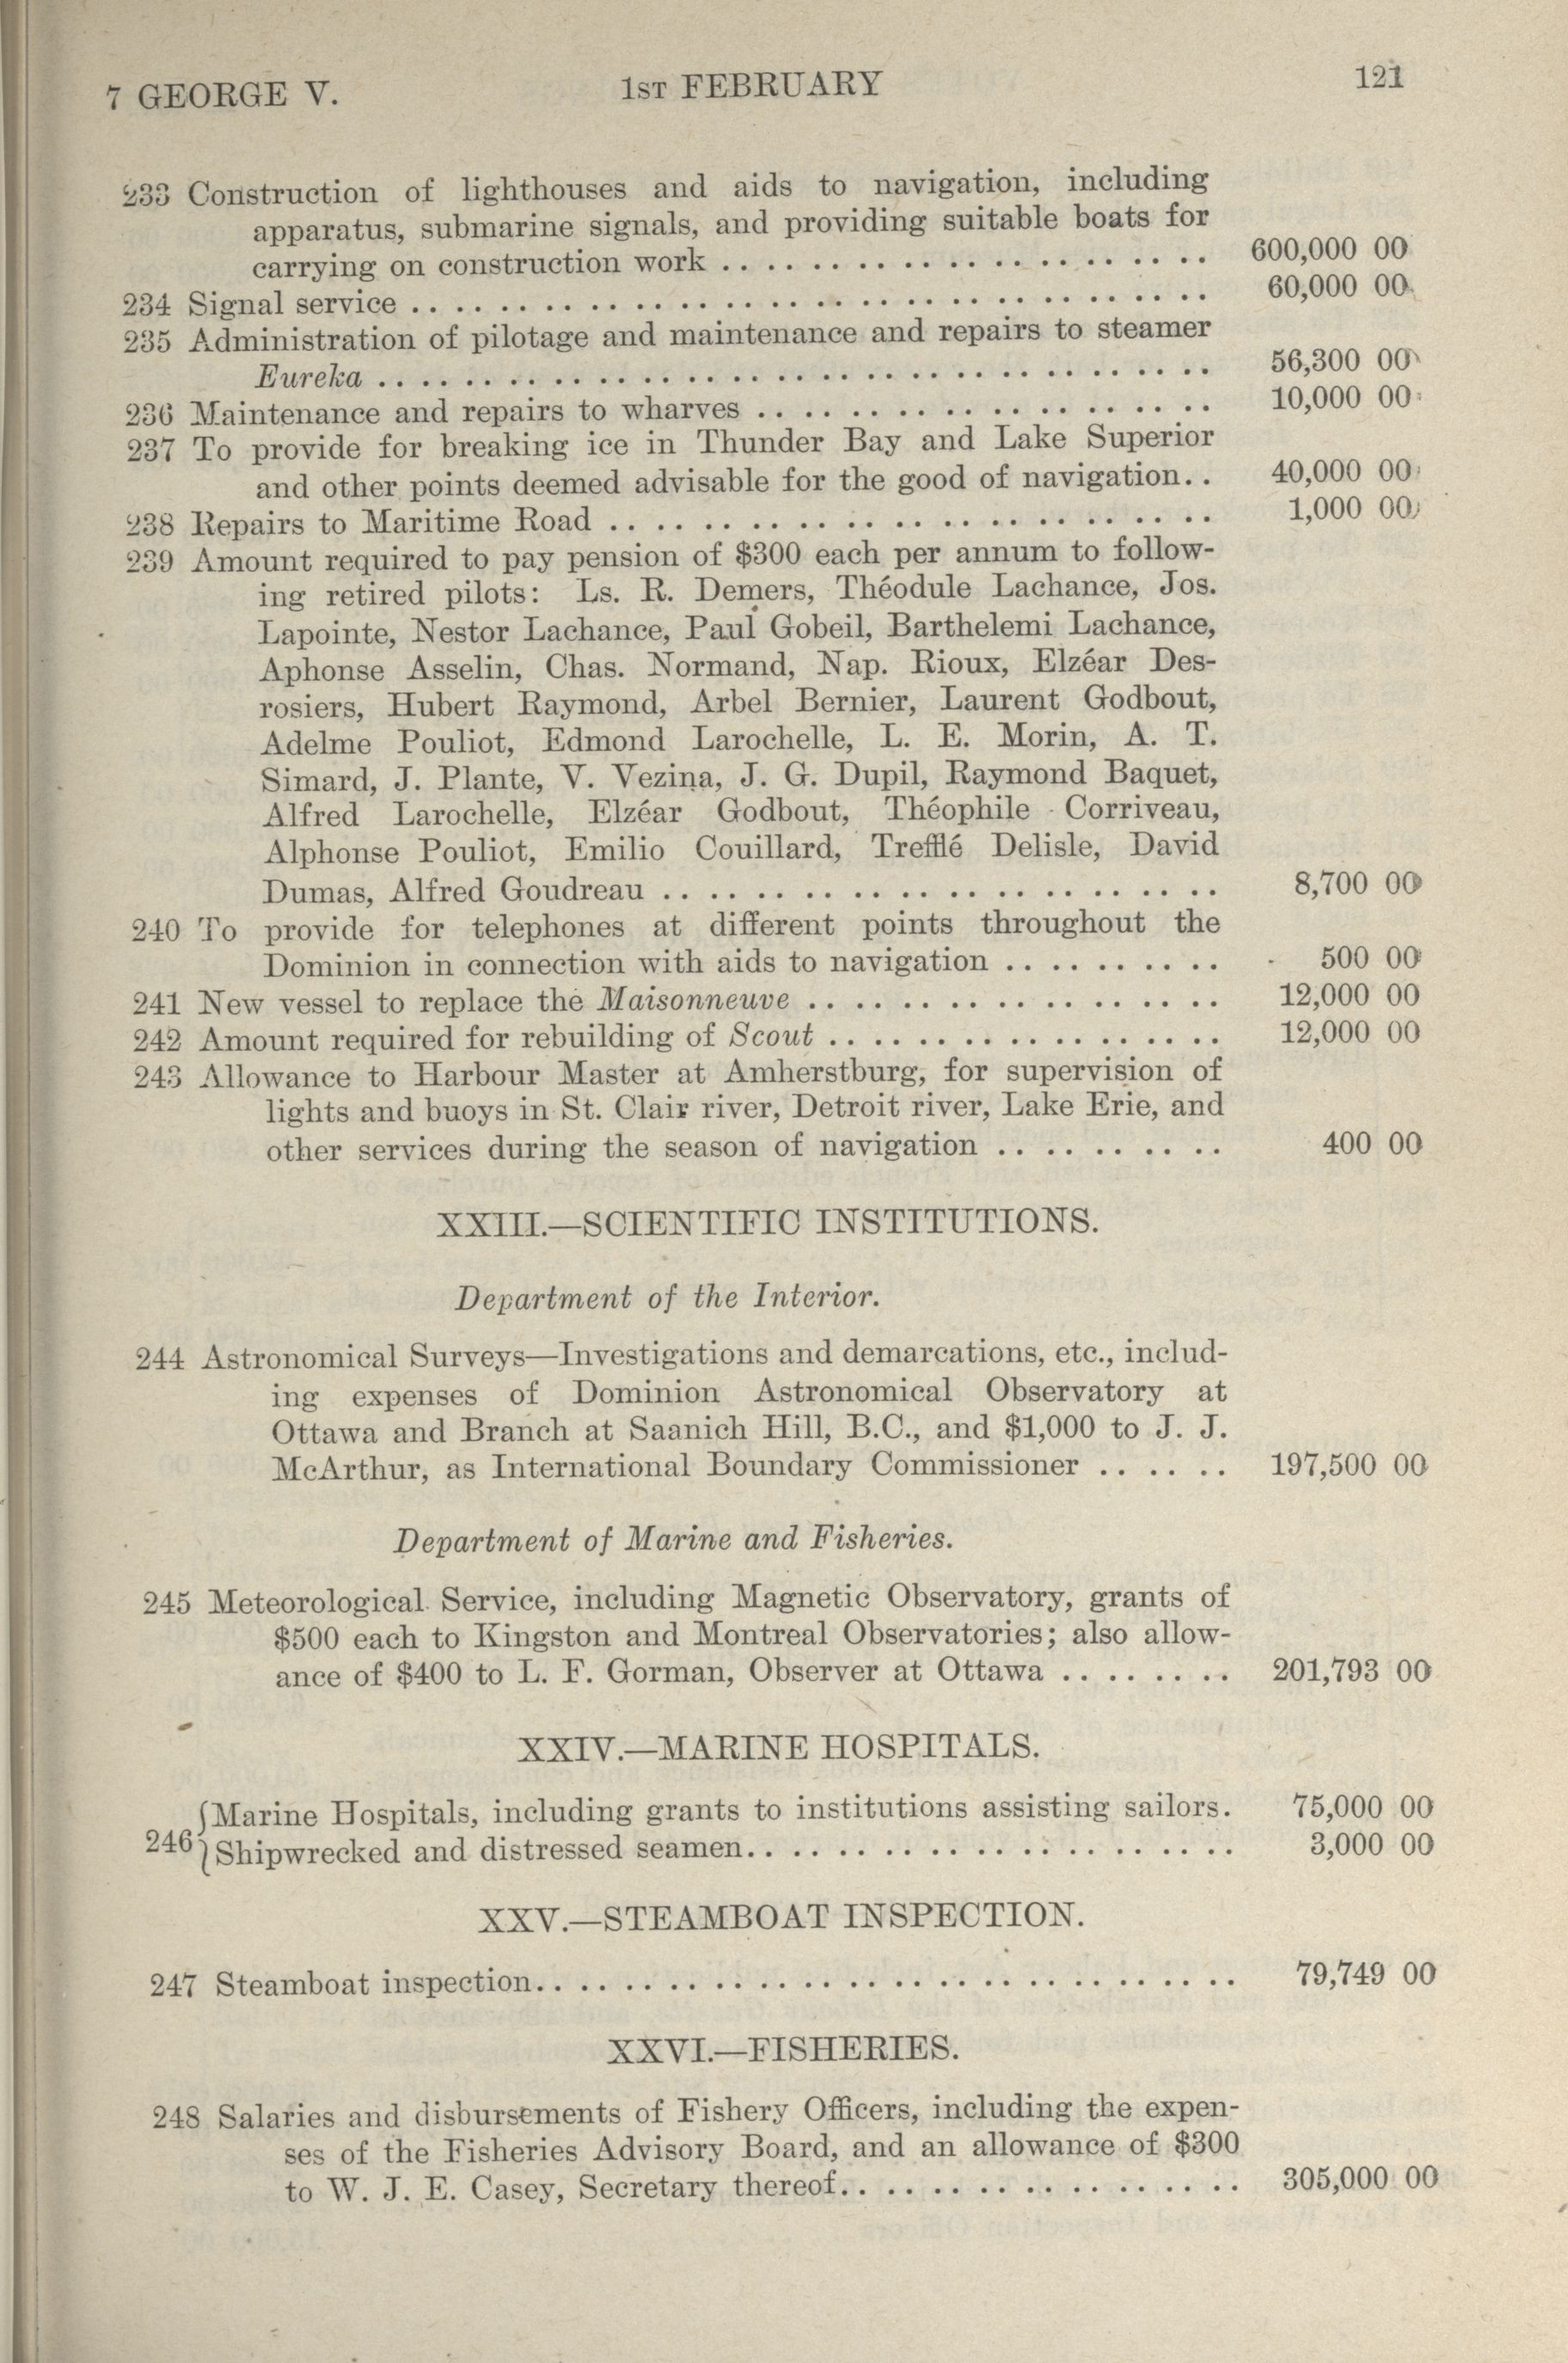 7 GEORGE V. 1ST FEBRUARY 121
233 Construction of lighthouses and aids to navigation, including
apparatus, submarine signals, and providing suitable boats for
carrying on construction work . . . . . . . . . . . . . . . . . . . . . . 600,000 00
234 Signal service . . . . . . . . . . . . . . . . . . . . . . . . . . . . . . . . . . . . 60,000 00
235 Administration of pilotage and maintenance and repairs to steamer
Eureka . . . . . . . . . . . . . . . . . . . . . . . . . . . . . . . . . . . . . . 56,300 00
236 Maintenance and repairs to wharves . . . . . . . . . . . . . . . . . . . . 10,000 00
237 To provide for breaking ice in Thunder Bay and Lake Superior
and other points deemed advisable for the good of navigation. . 40,000 00
238 Repairs to Maritime Road . . . . . . . . . . . . . . . . . . . . . . . . . . 1,000 00
239 Amount required to pay pension of $300 each per annum to follow-
ing retired pilots: Ls. R. Demers, Théodule Lachance, Jos.
Lapointe, Nestor Lachance, Paul Gobeil, Barthelemi Lachance,
Aphonse Asselin, Chas. Normand, Nap. Rioux, Elzéar Des-
rosiers, Hubert Raymond, Arbel Bernier, Laurent Godbout,
Adelme Pouliot, Edmond Larochelle, L. E. Morin, A. T.
Simard, J. Plante, V. Vezina, J. G. Dupil, Raymond Baquet,
Alfred Larochelle, Elzéar Godbout, Théophile Corriveau,
Alphonse Pouliot, Emilio Couillard, Trefflé Delisle, David
Dumas, Alfred Goudreau . . . . . . . . . . . . . . . . . . . . . . . . 8,700 00
240 To provide for telephones at different points throughout the
Dominion in connection with aids to navigation . . . . . . . . . . 500 00
241 New vessel to replace the Maisonneuve . . . . . . . . . . . . . . . . . . 12,000 00
242 Amount required for rebuilding of Scout . . . . . . . . . . . . . . . . . . 12,000 00
243 Allowance to Harbour Master at Amherstburg, for supervision of
lights and buoys in St. Clair river, Detroit river, Lake Erie, and
other services during the season of navigation . . . . . . . . . . 400 00
XXIII.—SCIENTIFIC INSTITUTIONS.
Department of the Interior.
244 Astronomical Surveys—Investigations and demarcations, etc., includ-
ing expenses of Dominion Astronomical Observatory at
Ottawa and Branch at Saanich Hill, B.C., and $1,000 to J. J.
McArthur, as International Boundary Commissioner . . . . . . 197,500 00
Department of Marine and Fisheries.
245 Meteorological Service, including Magnetic Observatory, grants of
$500 each to Kingston and Montreal Observatories; also allow-
ance of $400 to L. F. Gorman, Observer at Ottawa . . . . . . . . 201,793 00
XXIV.—MARINE HOSPITALS.
{Marine Hospitals, including grants to institutions assisting sailors. 75,000 00
246 Shipwrecked and distressed seamen. . . . . . . . . . . . . . . . . . . . . . 3,000 00
XXV.—STEAMBOAT INSPECTION.
247 Steamboat inspection. . . . . . . . . . . . . . . . . . . . . . . . . . . . . . . . 79,749 00
XXVI.—FISHERIES.
248 Salaries and disbursements of Fishery Officers, including the expen-
ses of the Fisheries Advisory Board, and an allowance of $300
to W. J. E. Casey, Secretary thereof. . . . . . . . . . . . . . . . . . 305,000 00